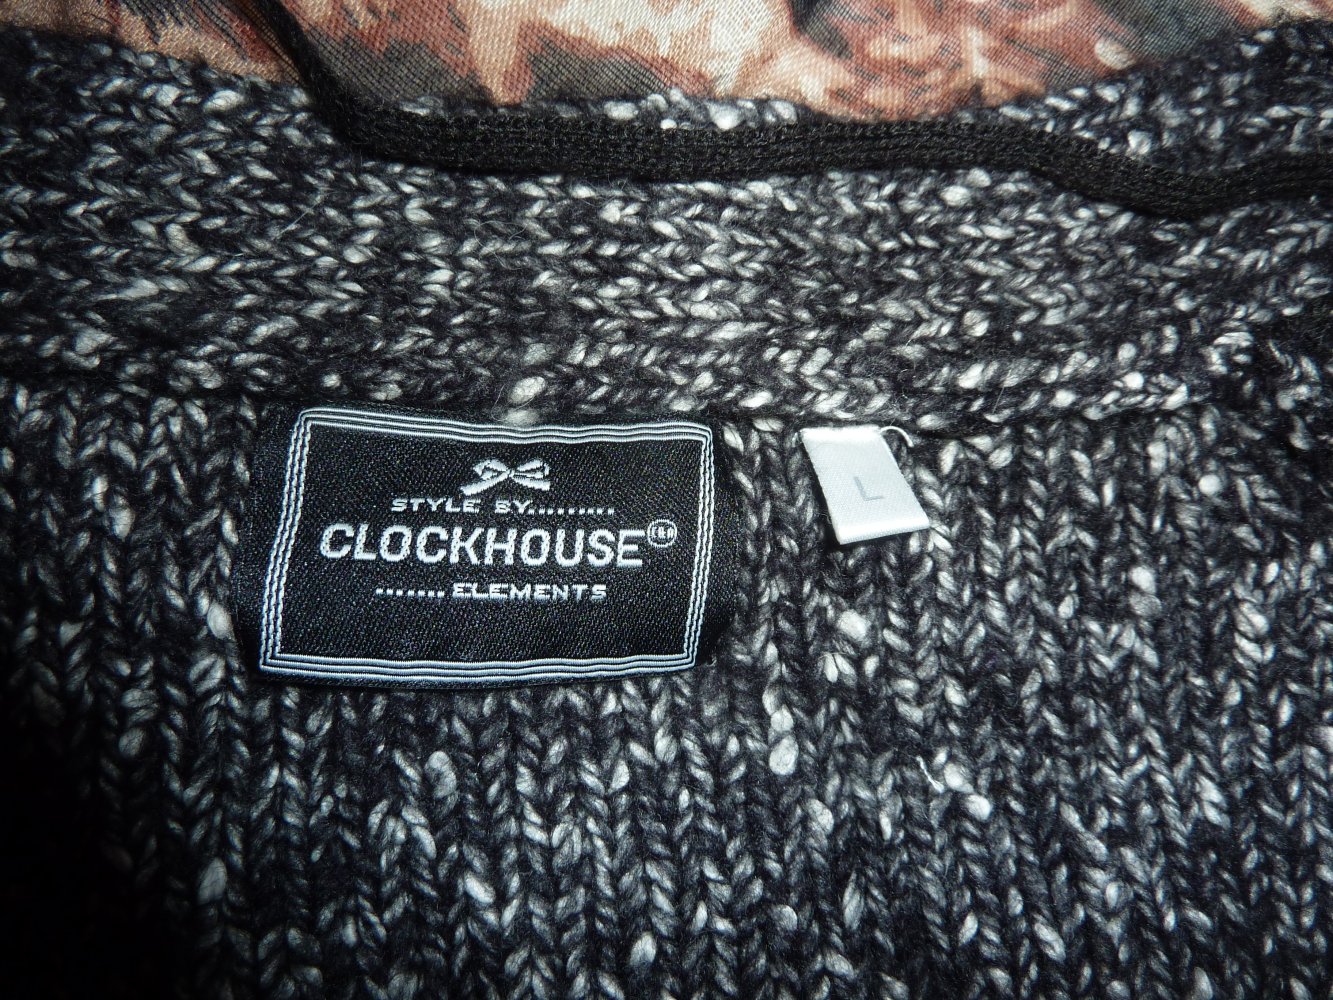 STYLE BY.........
CLOCKHOUSE C&A
....... ELEMENTS
L